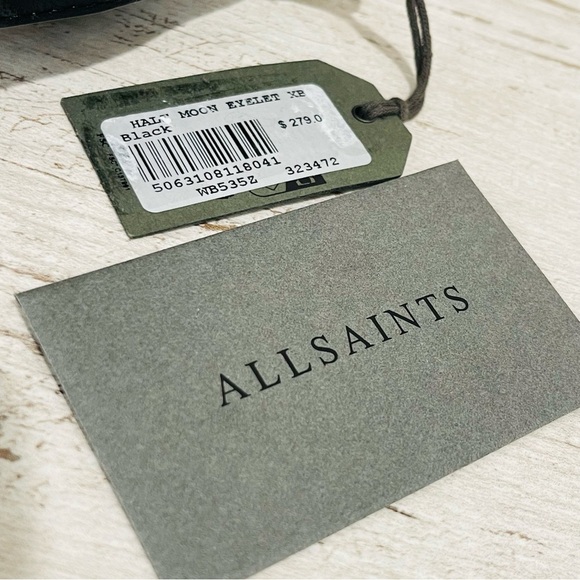 HALF MOON EYELET XB
Black
$ 279.0
5063108118041
WB535Z
323472
ALLSAINTS